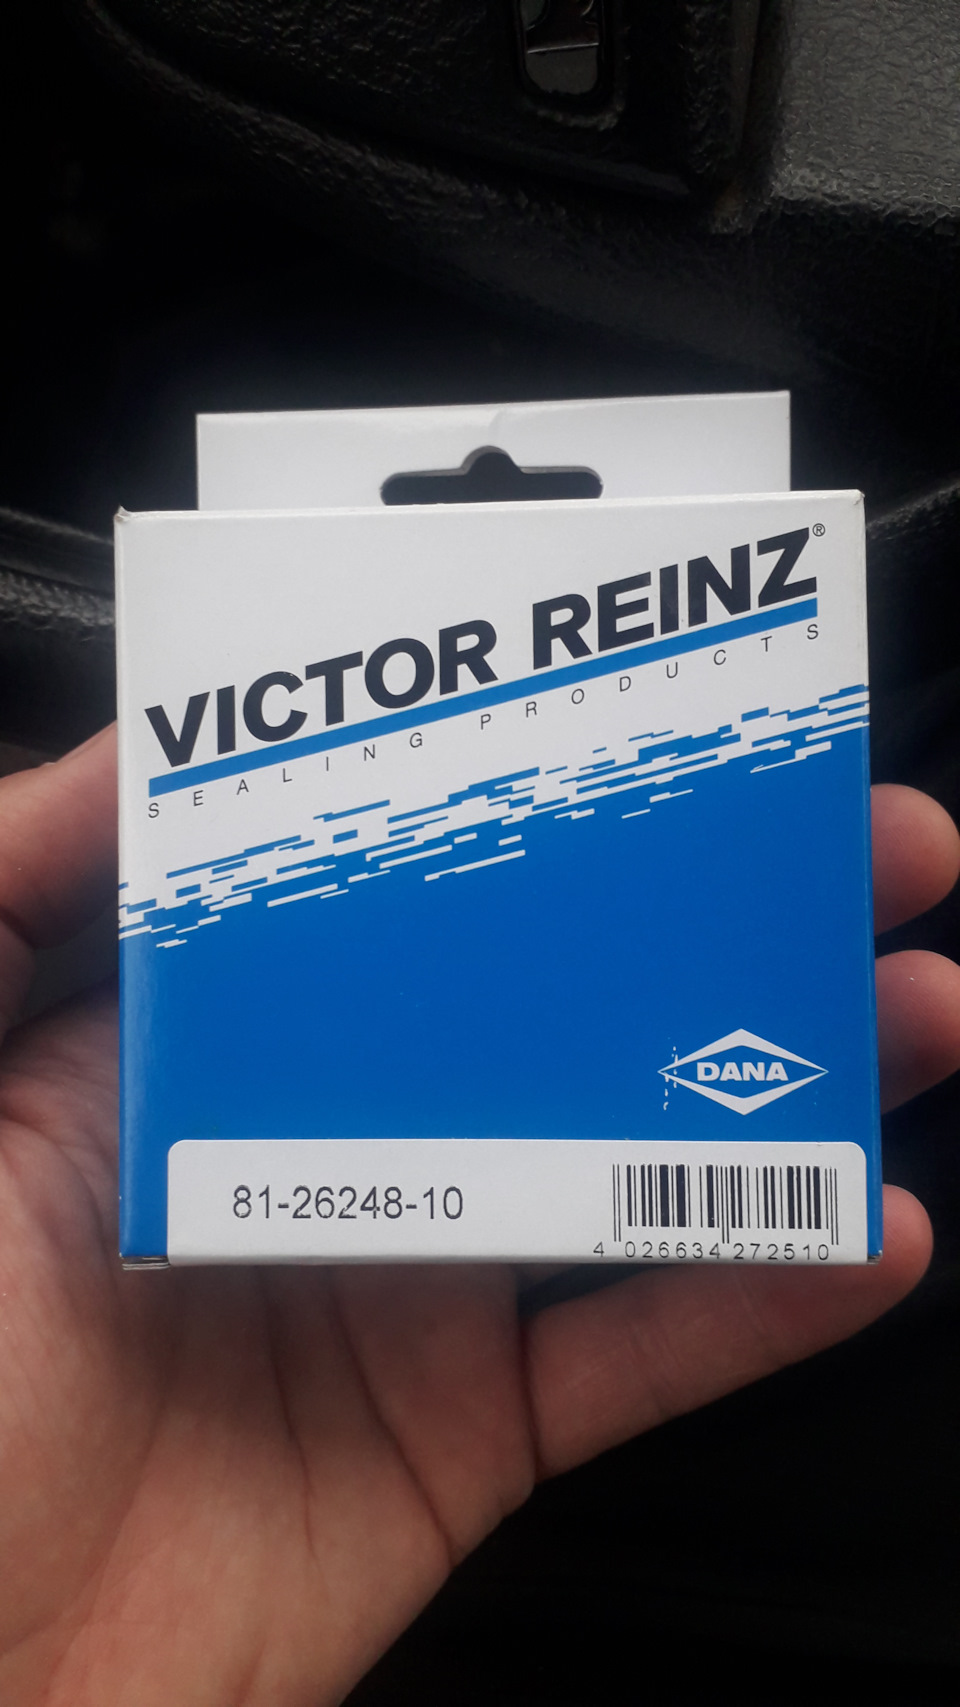 VICTOR REINZ®
SEALING PRODUCTS
DANA
81-26248-10
4 026634 272510